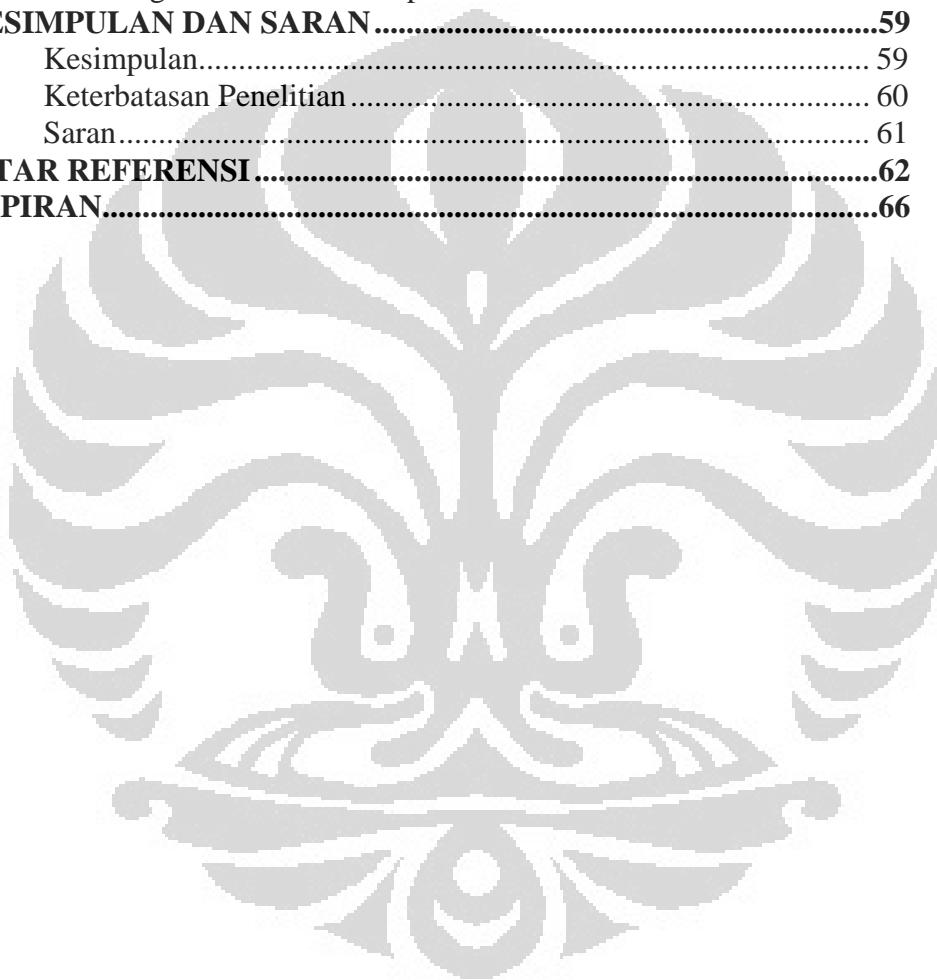 ESIMPULAN DAN SARAN........................................................................59
Kesimpulan................................................................................... 59
Keterbatasan Penelitian................................................................ 60
Saran............................................................................................. 61
TAR REFERENSI........................................................................................62
PIRAN...........................................................................................................66